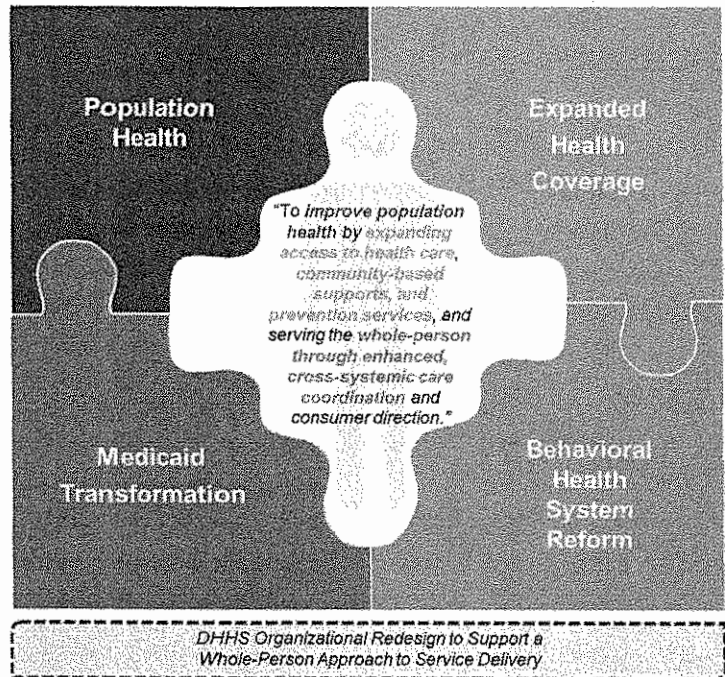 Population
Health
Expanded
Health
Coverage
"To improve population
health by expanding
access to health care,
community-based
supports, and
prevention services, and
serving the whole-person
through enhanced,
cross-systemic care
coordination and
consumer direction."
Medicaid
Transformation
Behavioral
Health
System
Reform
DHHS Organizational Redesign to Support a
Whole-Person Approach to Service Delivery